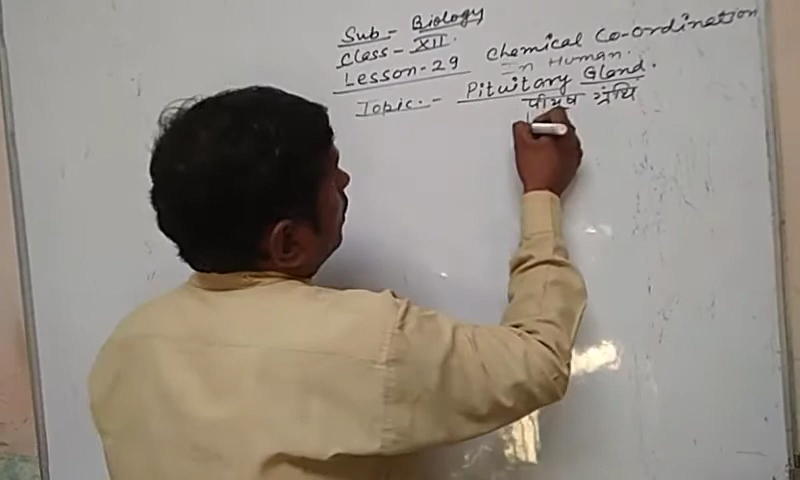 Sub- Biology
Class- XII.
Lesson-29 Chemical Co-ordination
In Human.
Topic.- Pituitary Gland.
पीयूष ग्रंथि